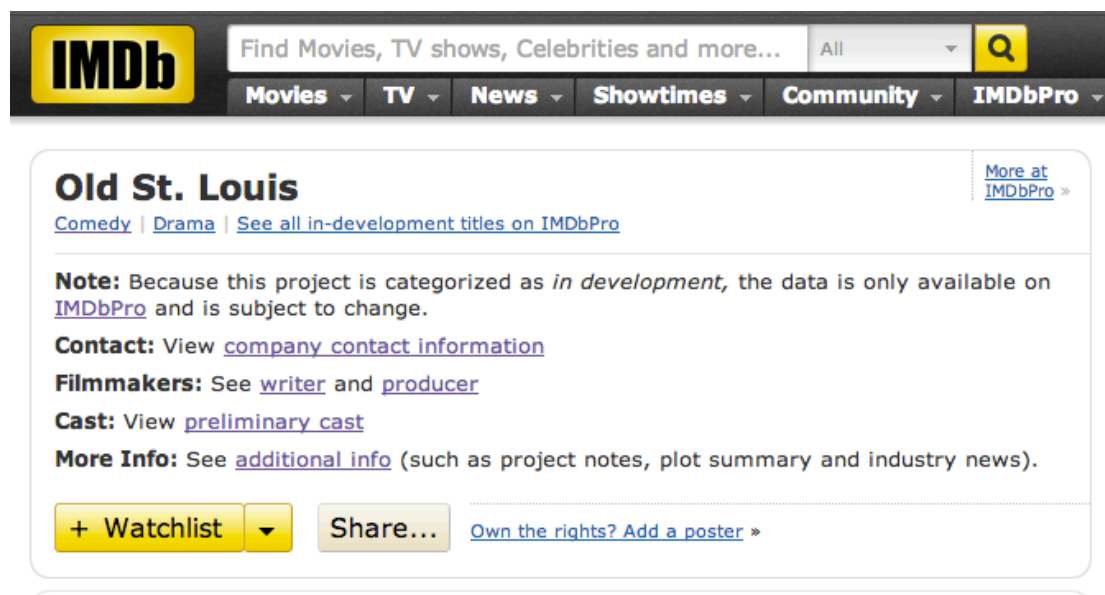 IMDb
Find Movies, TV shows, Celebrities and more...
All
Movies
TV
News
Showtimes
Community
IMDbPro
Old St. Louis
More at
IMDbPro »
Comedy | Drama | See all in-development titles on IMDbPro
Note: Because this project is categorized as in development, the data is only available on
IMDbPro and is subject to change.
Contact: View company contact information
Filmmakers: See writer and producer
Cast: View preliminary cast
More Info: See additional info (such as project notes, plot summary and industry news).
+ Watchlist
Share...
Own the rights? Add a poster »